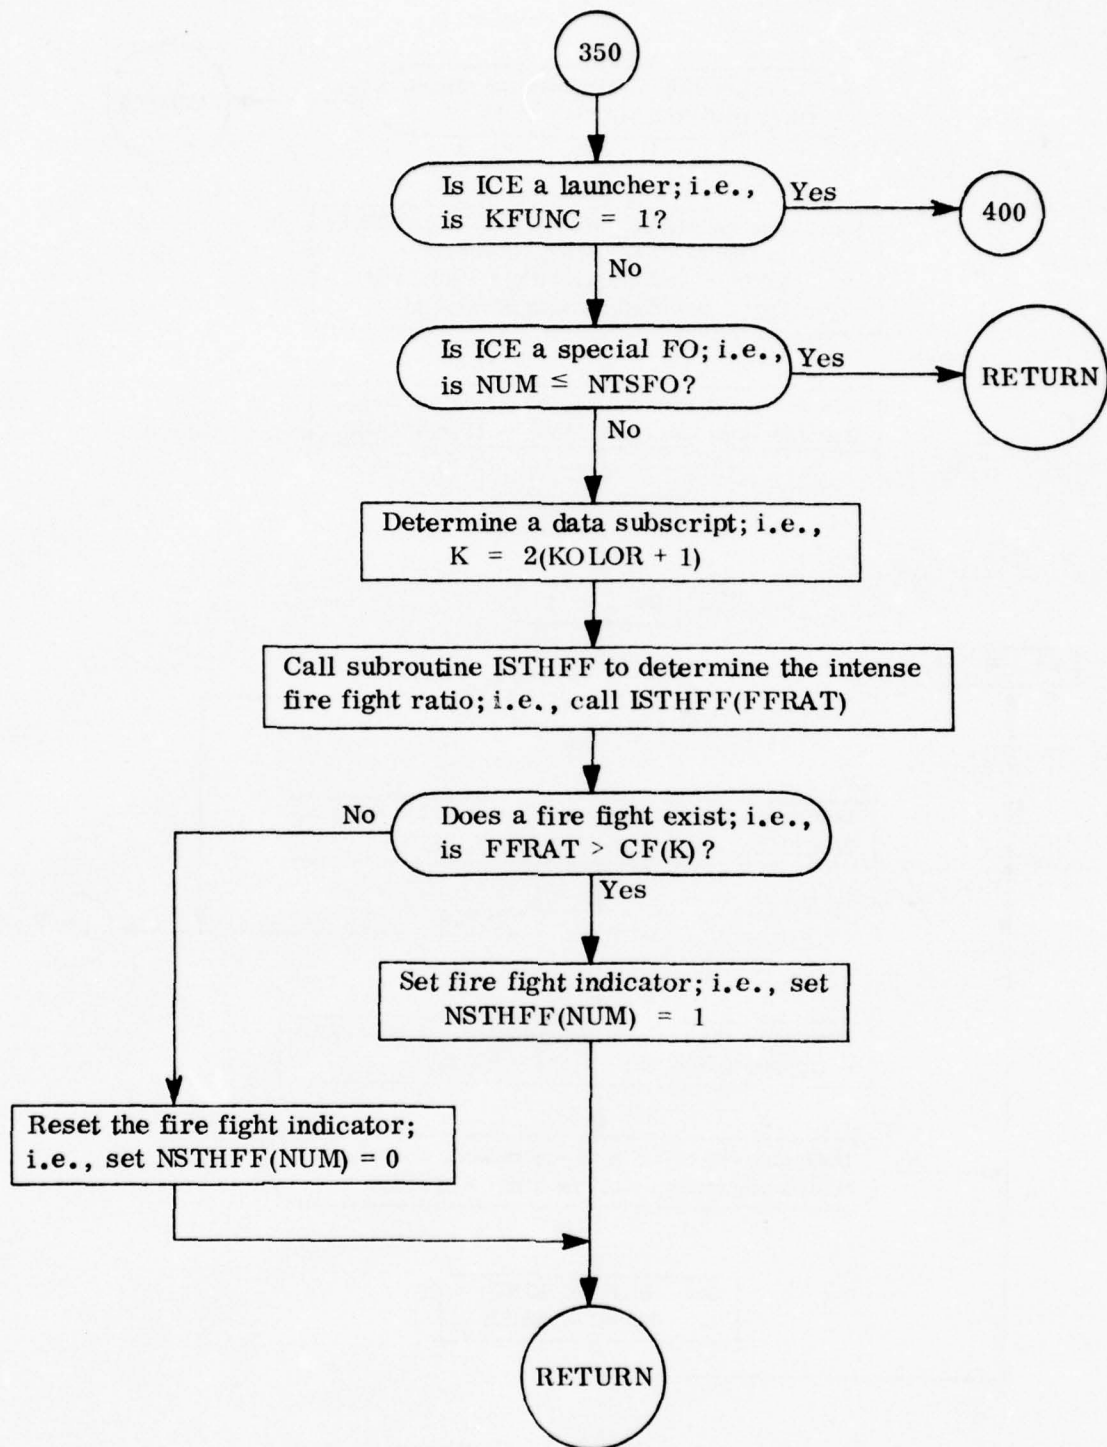 350
Is ICE a launcher; i.e.,
is KFUNC = 1?
Yes
400
No
Is ICE a special FO; i.e.,
is NUM ≤ NTSFO?
Yes
RETURN
No
Determine a data subscript; i.e.,
K = 2(KOLOR + 1)
Call subroutine ISTHFF to determine the intense
fire fight ratio; i.e., call ISTHFF(FFRAT)
No
Does a fire fight exist; i.e.,
is FFRAT > CF(K)?
Yes
Set fire fight indicator; i.e., set
NSTHFF(NUM) = 1
Reset the fire fight indicator;
i.e., set NSTHFF(NUM) = 0
RETURN